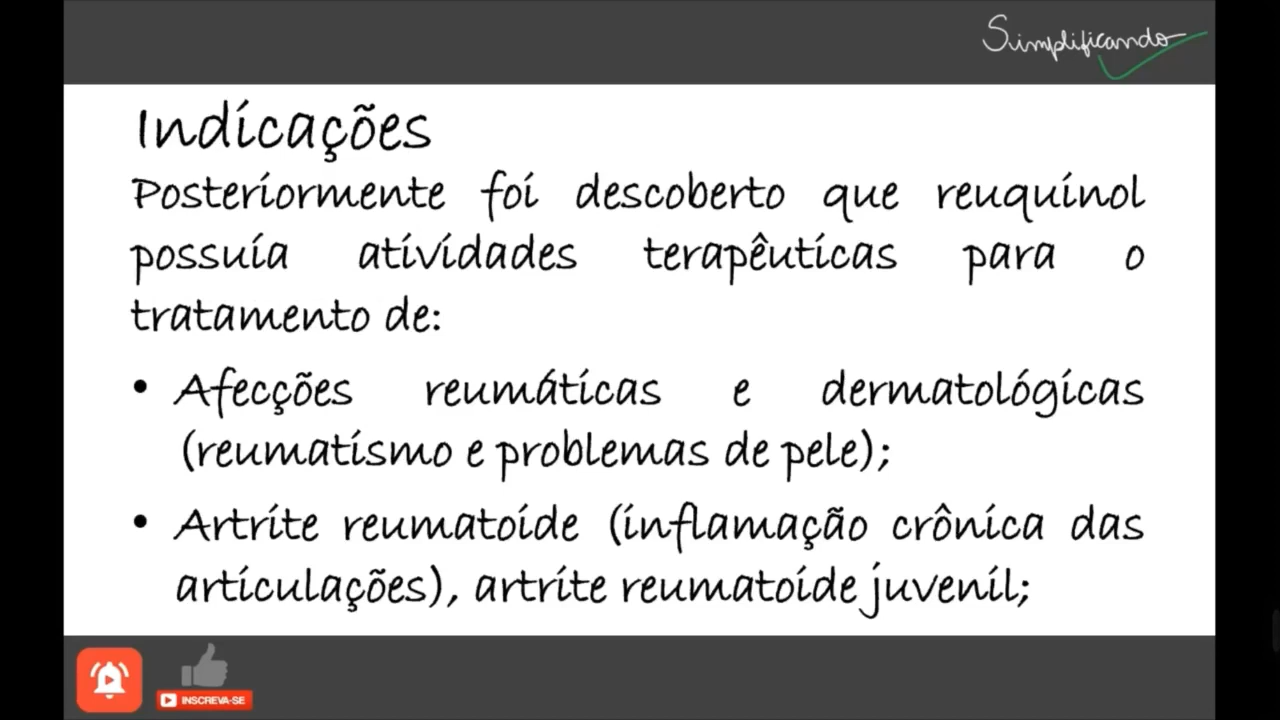 Simplificando
Indicações
Posteriormente foi descoberto que reuquinol
possuía atividades terapêuticas para o
tratamento de:
• Afecções reumáticas e dermatológicas
(reumatismo e problemas de pele);
• Artrite reumatoide (inflamação crônica das
articulações), artrite reumatoide juvenil;
INSCREVA-SE